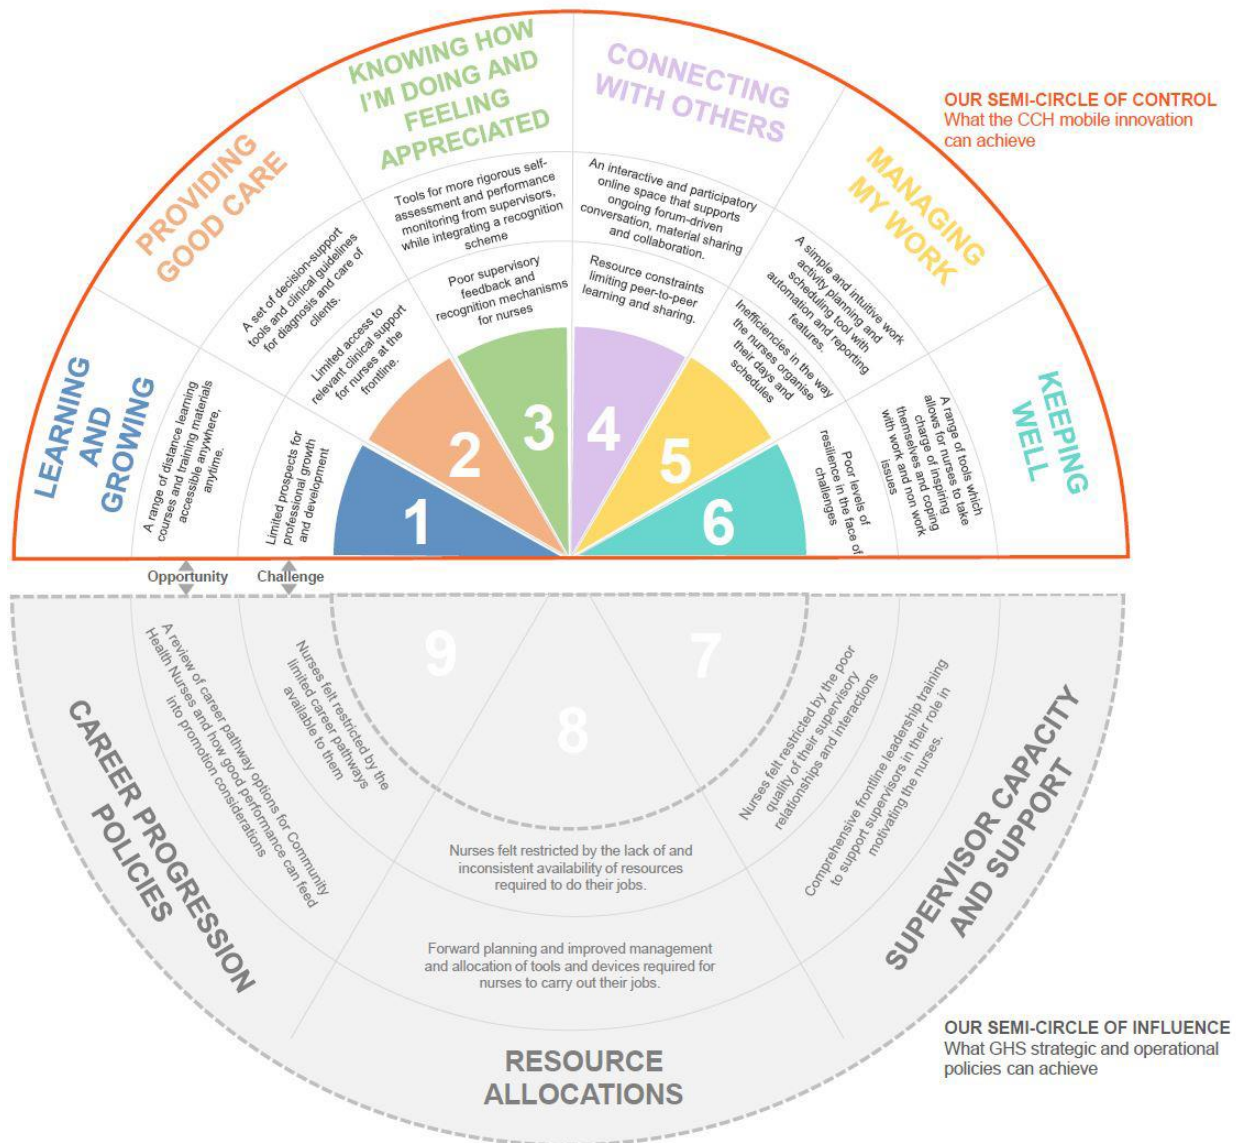 OUR SEMI-CIRCLE OF CONTROL
What the CCH mobile innovation
can achieve
LEARNING
AND
GROWING
A range of distance learning
courses and training materials
accessible anywhere,
anytime.
Limited prospects for
professional growth
and development
1
PROVIDING
GOOD CARE
A set of decision-support
tools and clinical guidelines
for diagnosis and care of
clients.
Limited access to
relevant clinical support
for nurses at the
frontline.
2
KNOWING HOW
I'M DOING AND
FEELING
APPRECIATED
Tools for more rigorous self-
assessment and performance
monitoring from supervisors,
while integrating a recognition
scheme
Poor supervisory
feedback and
recognition mechanisms
for nurses
3
CONNECTING
WITH OTHERS
An interactive and participatory
online space that supports
ongoing forum-driven
conversation, material sharing
and collaboration.
Resource constraints
limiting peer-to-peer
learning and sharing.
4
MANAGING
MY WORK
A simple and intuitive work
activity planning and
scheduling tool with
automation and reporting
features.
Inefficiencies in the way
the nurses organise
their days and
schedules
5
KEEPING
WELL
A range of tools which
allows for nurses to take
charge of inspiring
themselves and coping
with work and non work
issues
Poor levels of
resilience in the face of
challenges
6
Opportunity
Challenge
9
Nurses felt restricted by the
limited career pathways
available to them
A review of career pathway options for Community
Health Nurses and how good performance can feed
into promotion considerations
CAREER PROGRESSION
POLICIES
8
Nurses felt restricted by the lack of and
inconsistent availability of resources
required to do their jobs.
Forward planning and improved management
and allocation of tools and devices required for
nurses to carry out their jobs.
RESOURCE
ALLOCATIONS
7
Nurses felt restricted by the poor
quality of their supervisory
relationships and interactions
Comprehensive frontline leadership training
to support supervisors in their role in
motivating the nurses.
SUPERVISOR CAPACITY
AND SUPPORT
OUR SEMI-CIRCLE OF INFLUENCE
What GHS strategic and operational
policies can achieve